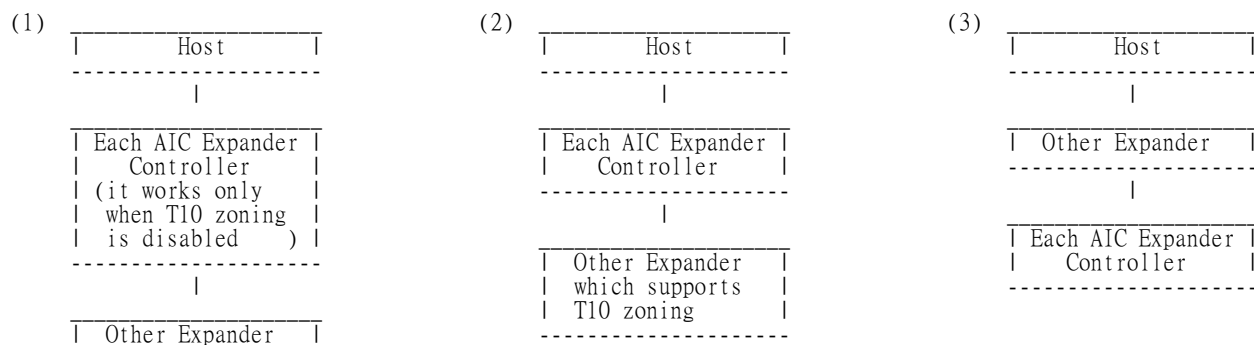 (1)
Host
Each AIC Expander
Controller
(it works only
when T10 zoning
is disabled )
Other Expander
(2)
Host
Each AIC Expander
Controller
Other Expander
which supports
T10 zoning
(3)
Host
Other Expander
Each AIC Expander
Controller